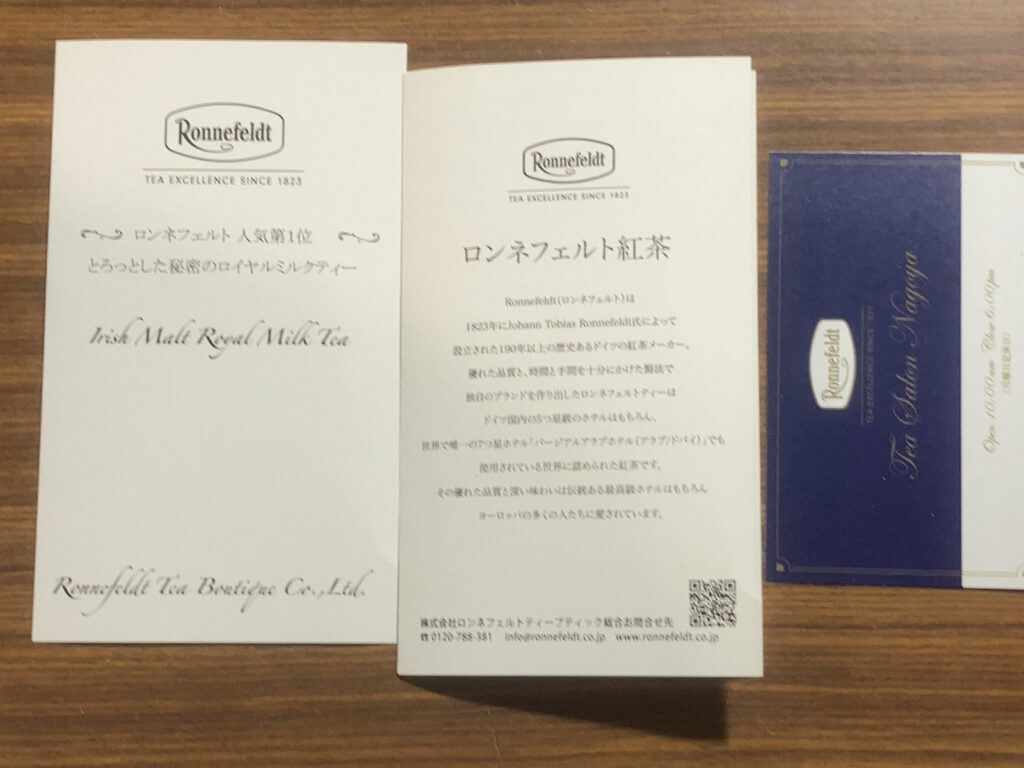 Ronnefeldt
TEA EXCELLENCE SINCE 1823
ロンネフェルト 人気第1位
とろっとした秘密のロイヤルミルクティー
Irish Malt Royal Milk Tea
Ronnefeldt Tea Boutique Co.,Ltd.
Ronnefeldt
TEA EXCELLENCE SINCE 1823
ロンネフェルト紅茶
Ronnefeldt(ロンネフェルト)は
1823年にJohann Tobias Ronnefeldt氏によって
設立された190年以上の歴史あるドイツの紅茶メーカー。
優れた品質と、時間と手間を十分にかけた製法で
独自のブランドを作り出したロンネフェルトティーは
ドイツ国内の5つ星級のホテルはもちろん、
世界で唯一の7つ星ホテル「バージアルアラブホテル(アラブ/ドバイ)」でも
使用されている世界に認められた紅茶です。
その優れた品質と深い味わいは伝統ある最高級ホテルはもちろん
ヨーロッパの多くの人たちに愛されています。
株式会社ロンネフェルトティーブティック総合お問合せ先
☎0120-788-381 info@ronnefeldt.co.jp www.ronnefeldt.co.jp
Ronnefeldt
TEA EXCELLENCE SINCE 1823
Tea Salon Nagoya
Open 10:00am Close 6:00pm
(月曜日定休日)